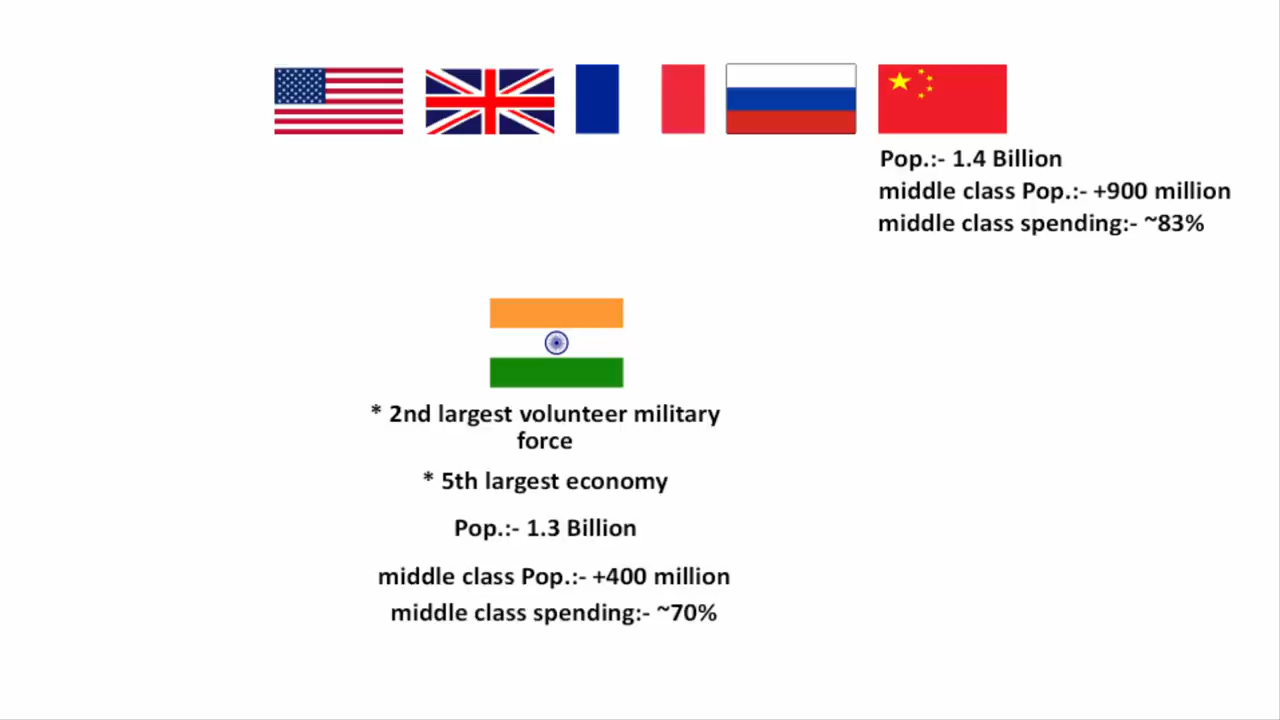 Pop.:- 1.4 Billion
middle class Pop.:- +900 million
middle class spending:- ~83%
* 2nd largest volunteer military
force
* 5th largest economy
Pop.:- 1.3 Billion
middle class Pop.:- +400 million
middle class spending:- ~70%